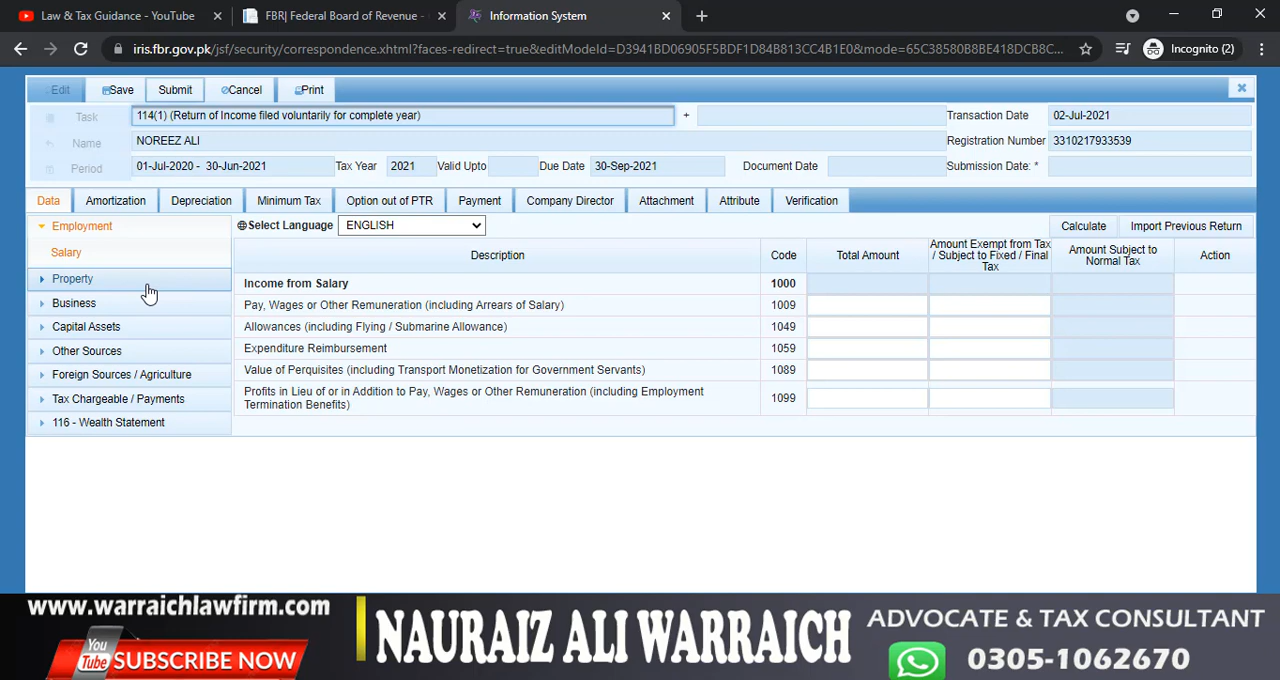 Law & Tax Guidance - YouTube
FBR| Federal Board of Revenue -
Information System
iris.fbr.gov.pk/jsf/security/correspondence.xhtml?faces-redirect=true&editModeId=D3941BD06905F5BDF1D84B813CC4B1E0&mode=65C38580B8BE418DCB8C...
Incognito (2)
Edit Save Submit Cancel Print
Task 114(1) (Return of Income filed voluntarily for complete year) + Transaction Date 02-Jul-2021
Name NOREEZ ALI Registration Number 3310217933539
Period 01-Jul-2020 - 30-Jun-2021 Tax Year 2021 Valid Upto Due Date 30-Sep-2021 Document Date Submission Date: *
Data Amortization Depreciation Minimum Tax Option out of PTR Payment Company Director Attachment Attribute Verification
Employment
Salary
Property
Business
Capital Assets
Other Sources
Foreign Sources / Agriculture
Tax Chargeable / Payments
116 - Wealth Statement
Select Language ENGLISH Calculate Import Previous Return
Description Code Total Amount Amount Exempt from Tax / Subject to Fixed / Final Tax Amount Subject to Normal Tax Action
Income from Salary 1000
Pay, Wages or Other Remuneration (including Arrears of Salary) 1009
Allowances (including Flying / Submarine Allowance) 1049
Expenditure Reimbursement 1059
Value of Perquisites (including Transport Monetization for Government Servants) 1089
Profits in Lieu of or in Addition to Pay, Wages or Other Remuneration (including Employment
Termination Benefits) 1099
www.warraichlawfirm.com
You Tube SUBSCRIBE NOW
NAURAIZ ALI WARRAICH
ADVOCATE & TAX CONSULTANT
0305-1062670